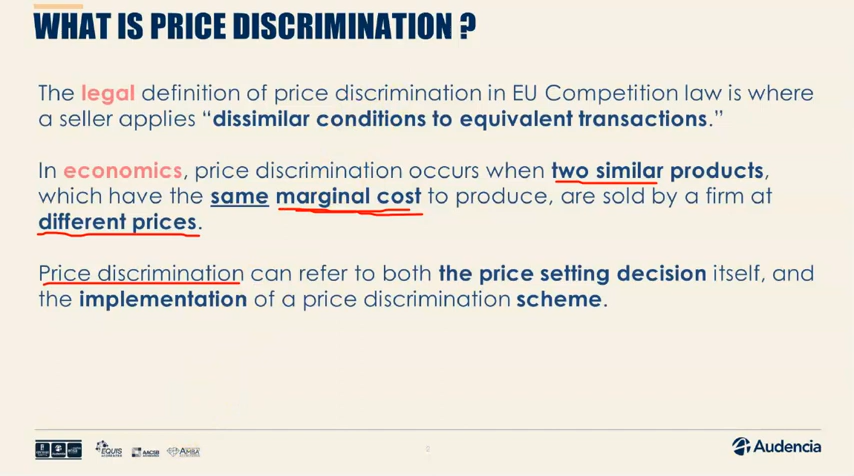 WHAT IS PRICE DISCRIMINATION ?
The legal definition of price discrimination in EU Competition law is where
a seller applies “dissimilar conditions to equivalent transactions.”
In economics, price discrimination occurs when two similar products,
which have the same marginal cost to produce, are sold by a firm at
different prices.
Price discrimination can refer to both the price setting decision itself, and
the implementation of a price discrimination scheme.
EQUIS
AACSB
AMBA
Audencia